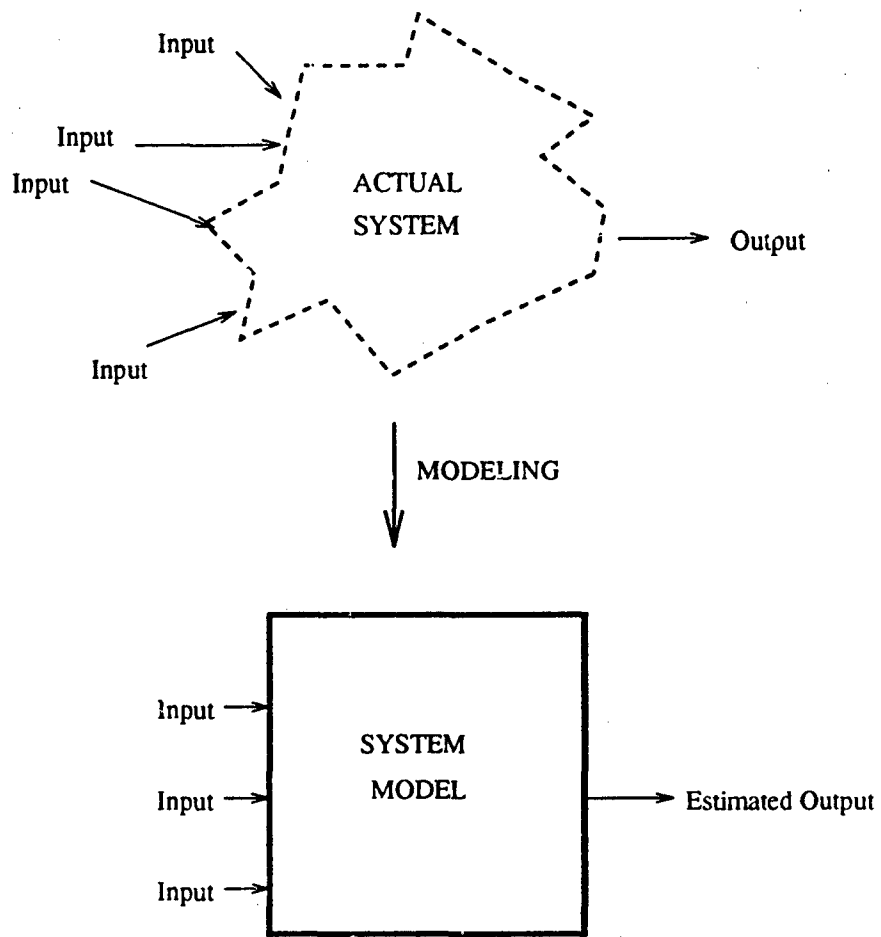 Input
Input
Input
ACTUAL
SYSTEM
Output
Input
MODELING
Input
SYSTEM
MODEL
Input
Estimated Output
Input